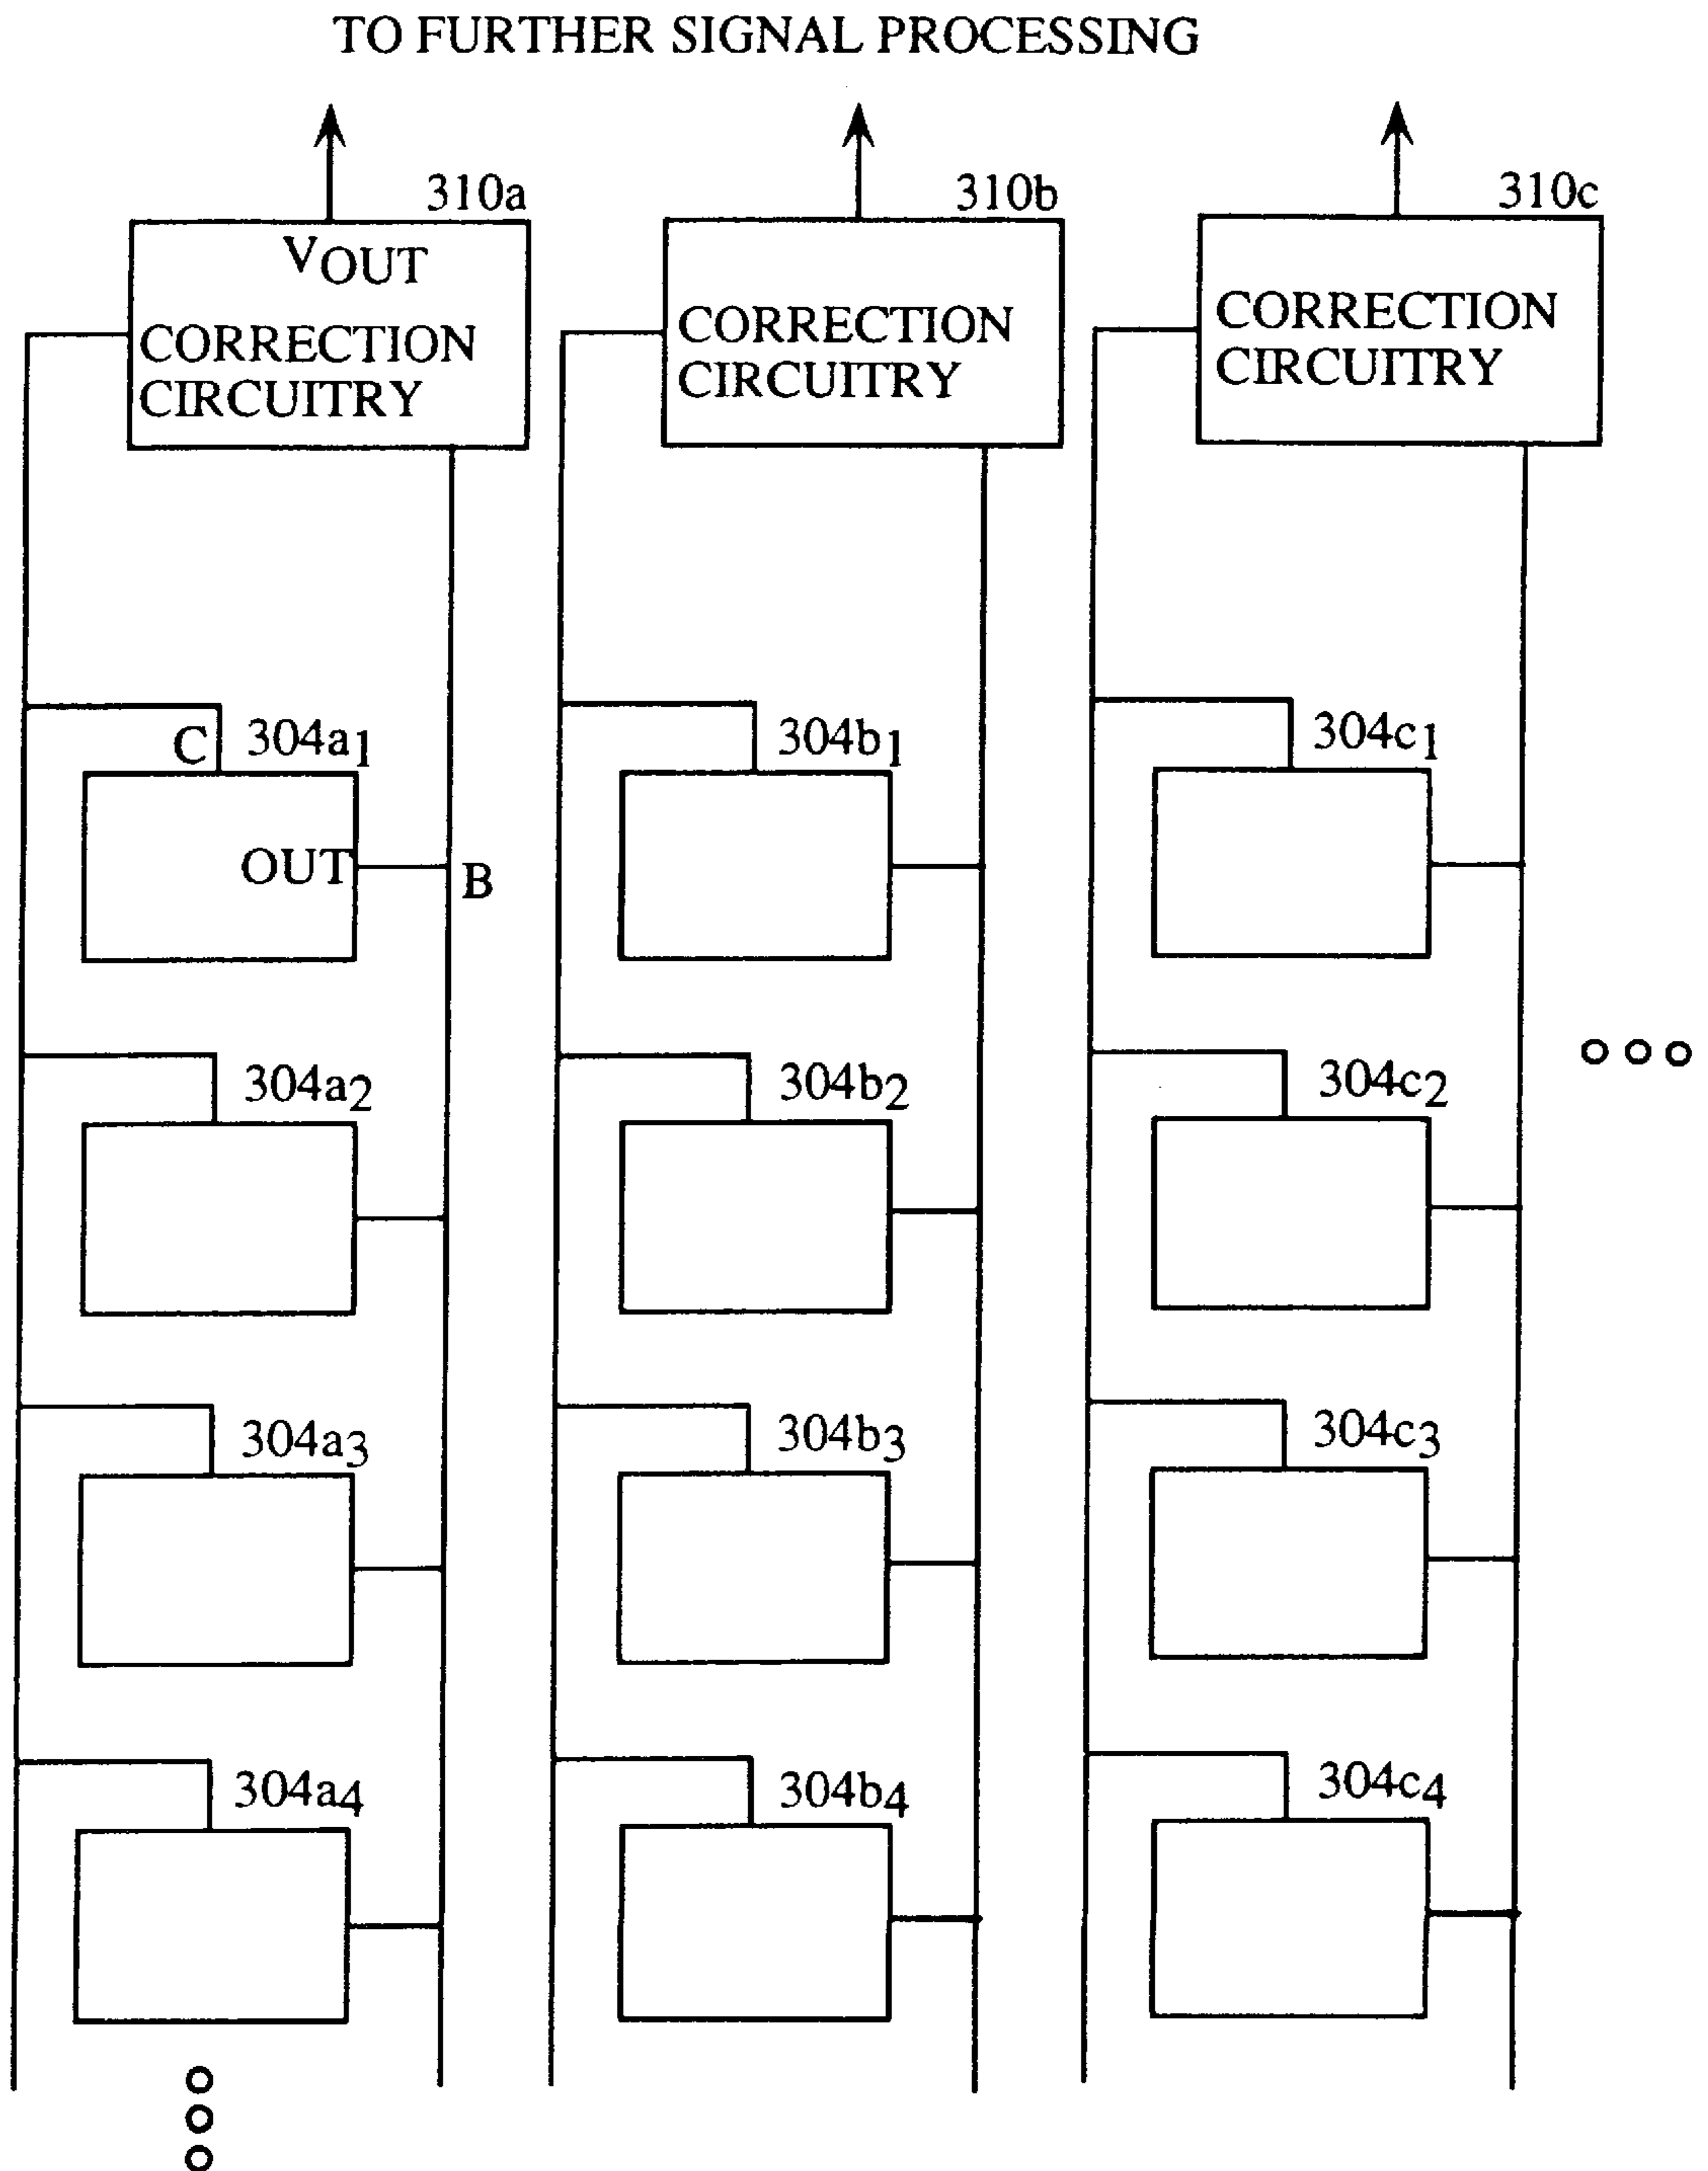 TO FURTHER SIGNAL PROCESSING
310a
310b
310c
VOUT
CORRECTION
CIRCUITRY
CORRECTION
CIRCUITRY
CORRECTION
CIRCUITRY
C
304a1
304b1
304c1
OUT
B
304a2
304b2
304c2
304a3
304b3
304c3
304a4
304b4
304c4